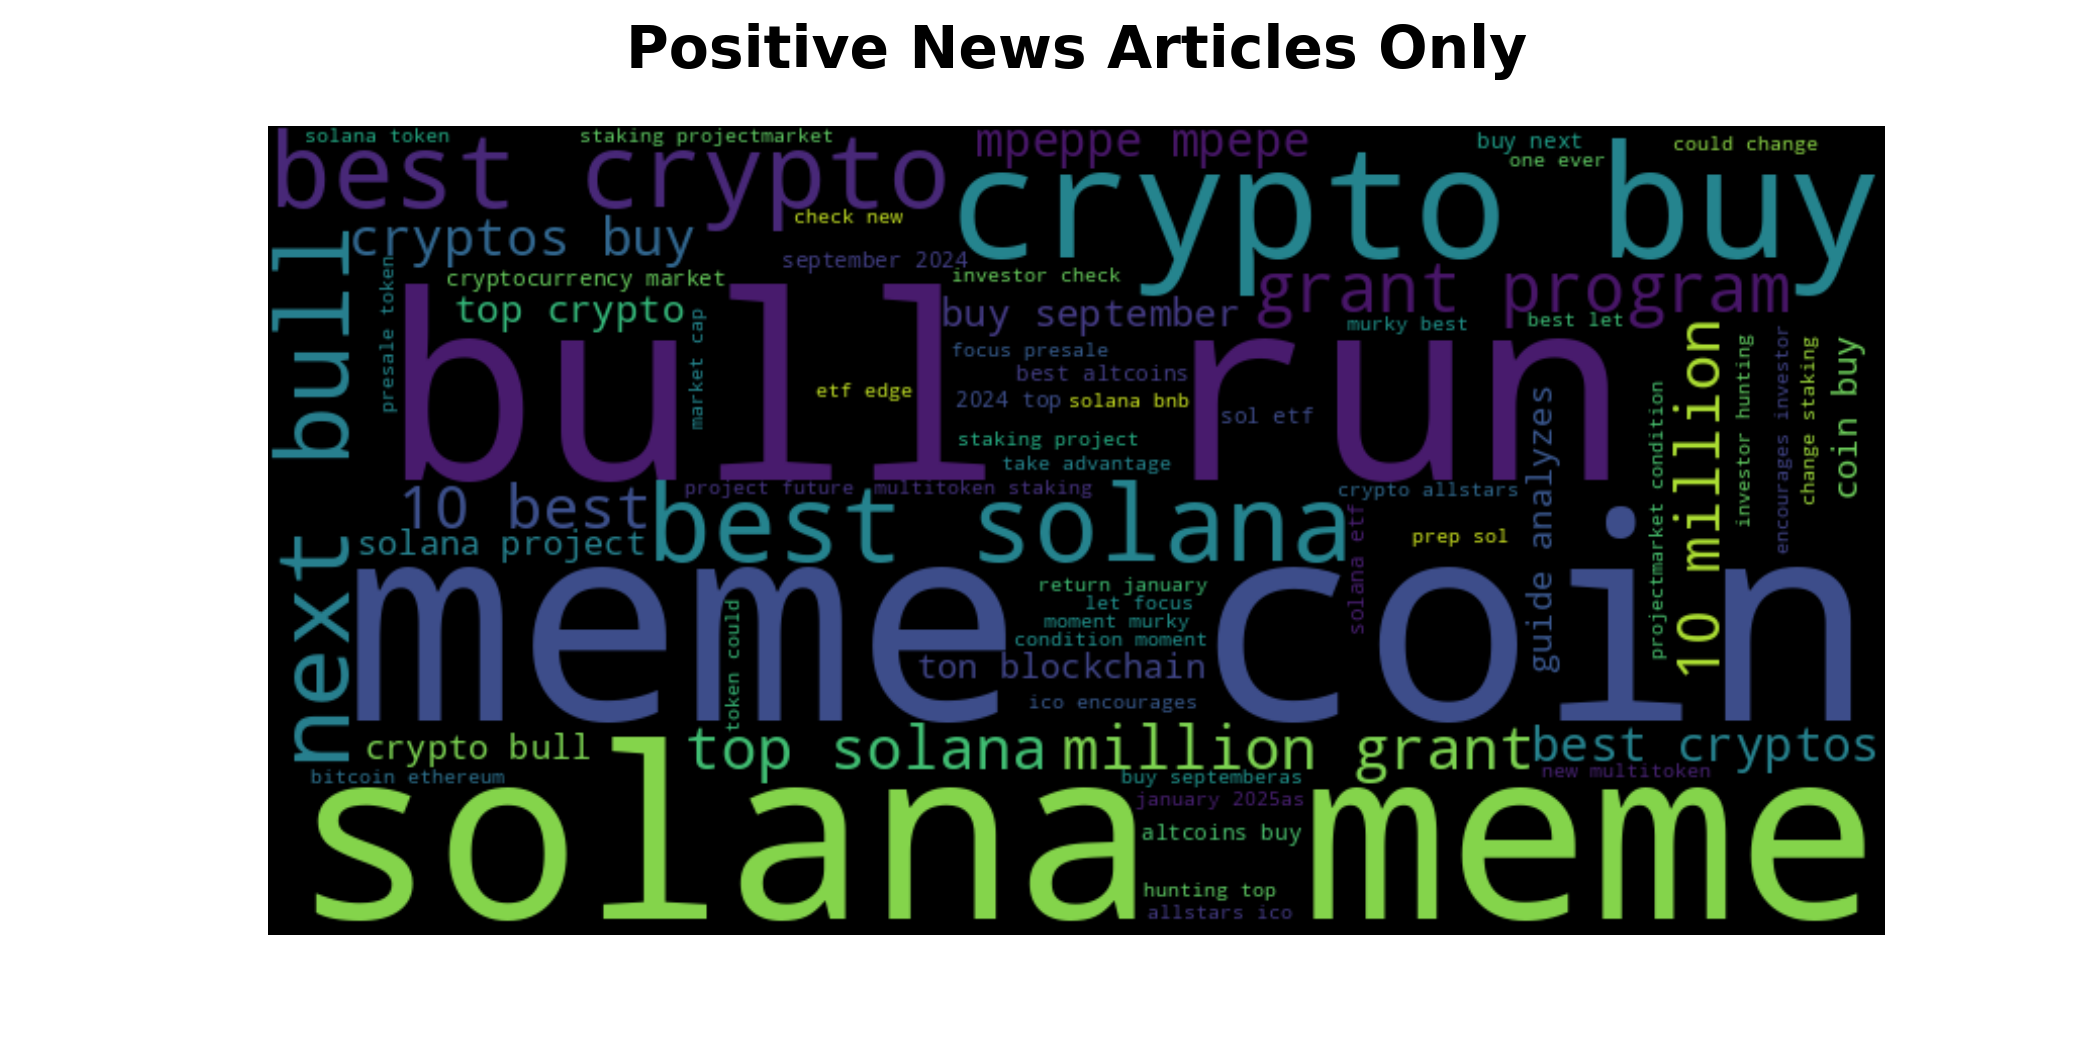 Positive News Articles Only
solana token
staking projectmarket
mpeppe mpepe
buy next
could change
one ever
best crypto
crypto buy
check new
cryptos buy
september 2024
cryptocurrency market
investor check
grant program
top crypto
buy september
murky best
best let
next bull
presale token
market cap
bull run
focus presale
best altcoins
etf edge
2024 top
solana bnb
sol etf
staking project
take advantage
10 million
investor hunting
encourages investor
change staking
coin buy
guide analyzes
projectmarket condition
project future
multitoken staking
crypto allstars
10 best
best solana
solana etf
prep sol
solana project
meme coin
return january
let focus
moment murky
condition moment
token could
ton blockchain
ico encourages
crypto bull
top solana
million grant
best cryptos
bitcoin ethereum
buy septemberas
new multitoken
january 2025as
solana meme
altcoins buy
hunting top
allstars ico